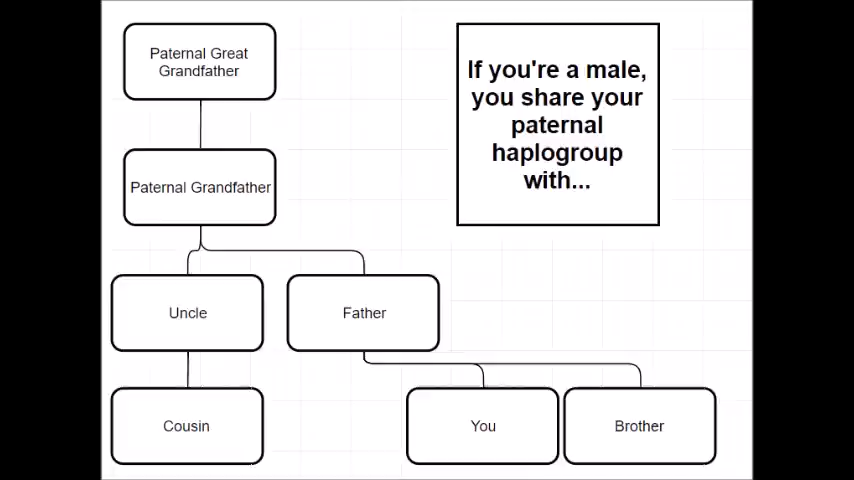 Paternal Great
Grandfather
If you're a male,
you share your
paternal
haplogroup
with...
Paternal Grandfather
Uncle
Father
Cousin
You
Brother